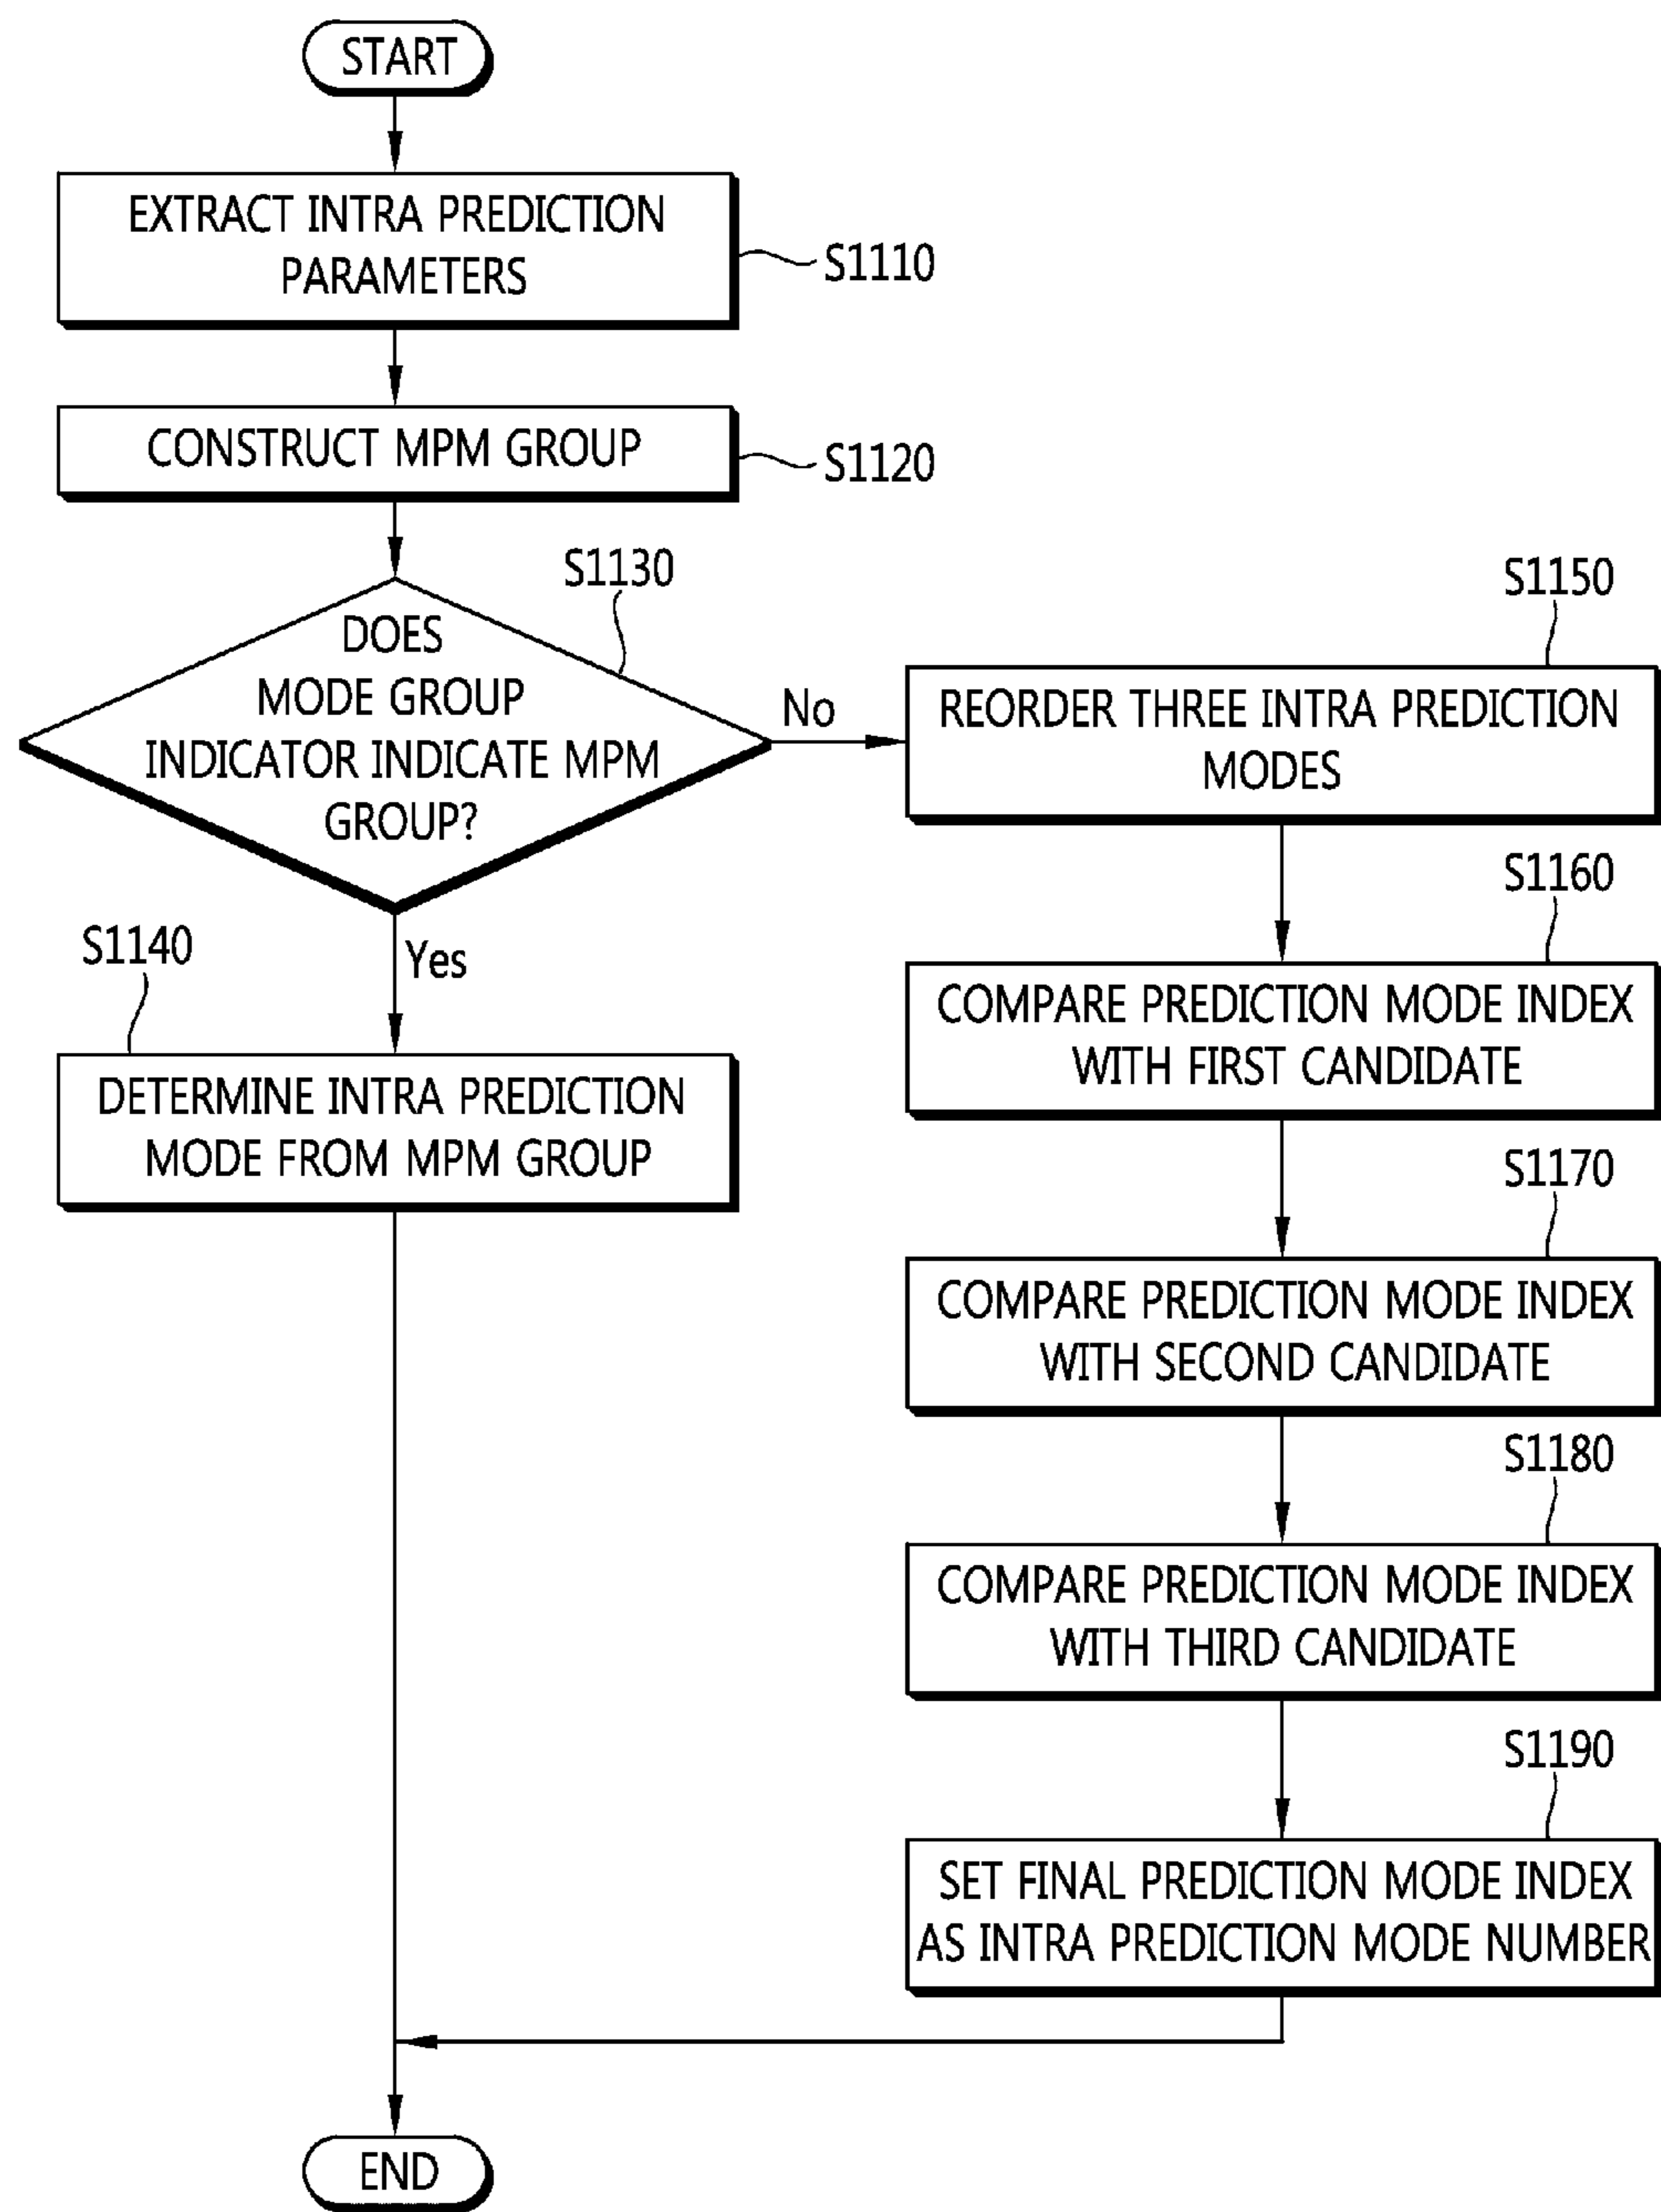 START
EXTRACT INTRA PREDICTION
PARAMETERS
S1110
CONSTRUCT MPM GROUP
S1120
S1130
DOES
MODE GROUP
INDICATOR INDICATE MPM
GROUP?
No
Yes
S1140
DETERMINE INTRA PREDICTION
MODE FROM MPM GROUP
S1150
REORDER THREE INTRA PREDICTION
MODES
S1160
COMPARE PREDICTION MODE INDEX
WITH FIRST CANDIDATE
S1170
COMPARE PREDICTION MODE INDEX
WITH SECOND CANDIDATE
S1180
COMPARE PREDICTION MODE INDEX
WITH THIRD CANDIDATE
S1190
SET FINAL PREDICTION MODE INDEX
AS INTRA PREDICTION MODE NUMBER
END